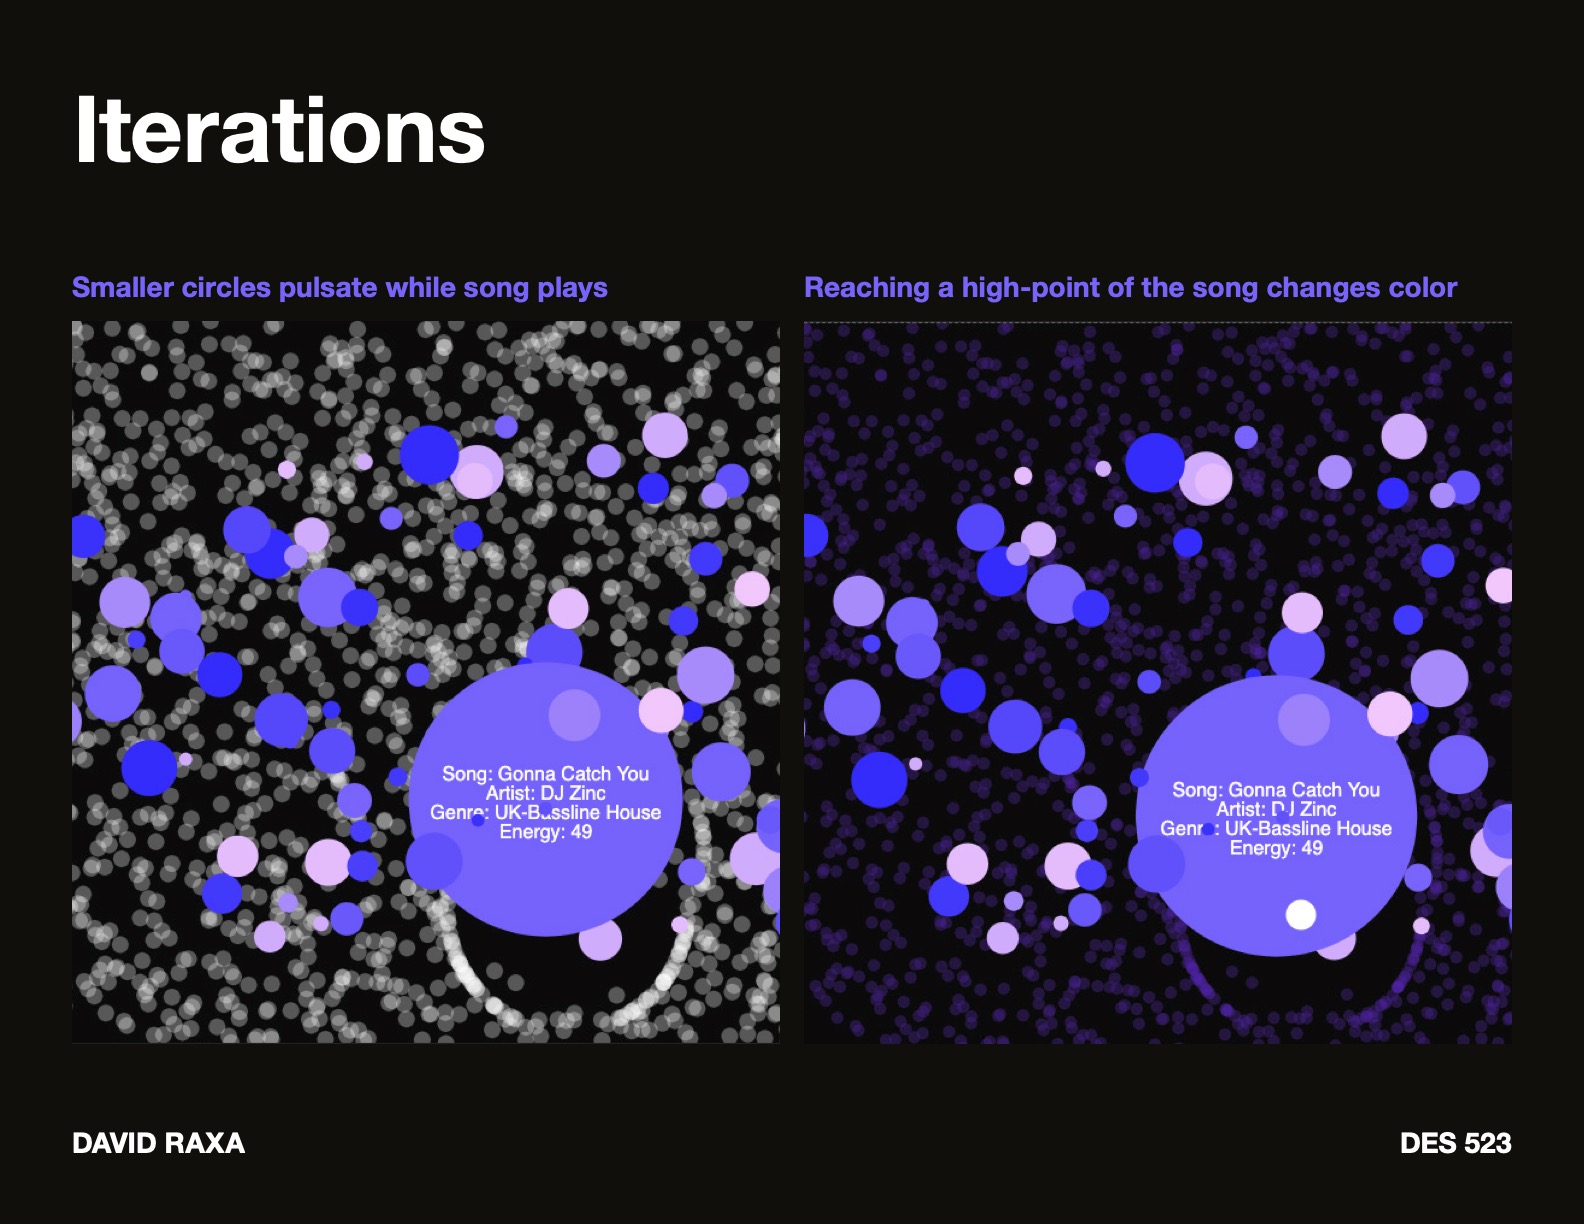 Iterations
Smaller circles pulsate while song plays
Reaching a high-point of the song changes color
Song: Gonna Catch You
Artist: DJ Zinc
Genre: UK-Bassline House
Energy: 49
Song: Gonna Catch You
Artist: DJ Zinc
Genre: UK-Bassline House
Energy: 49
DAVID RAXA
DES 523